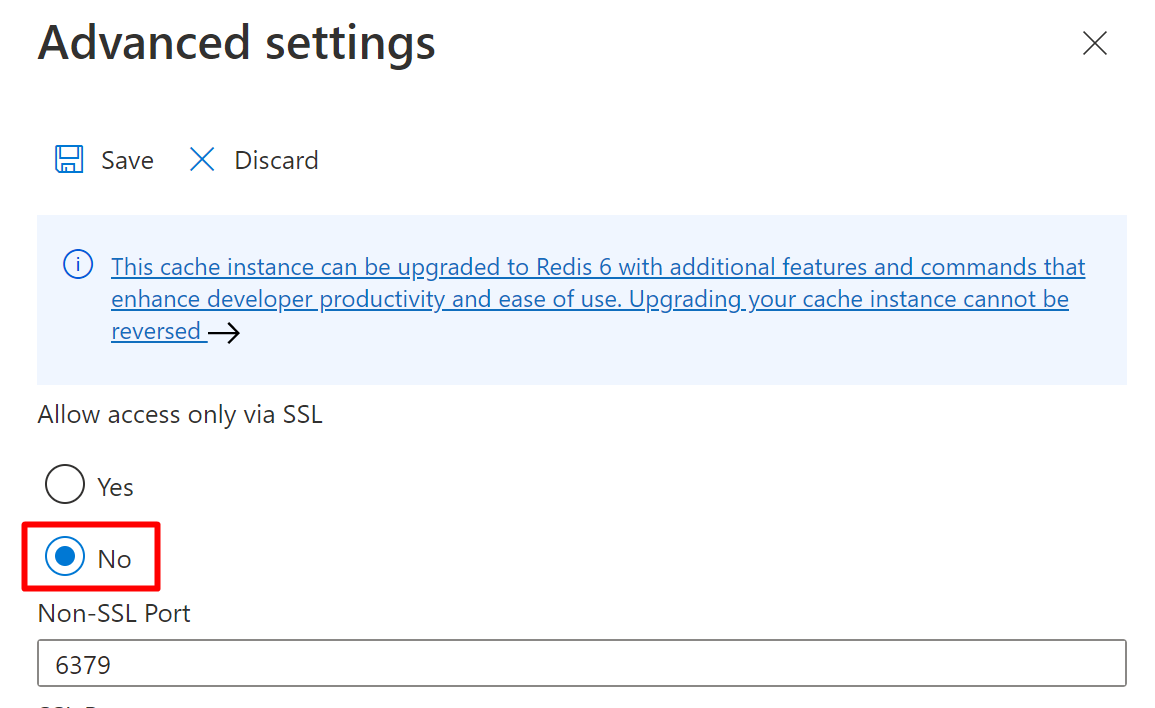 Advanced settings
Save Discard
This cache instance can be upgraded to Redis 6 with additional features and commands that
enhance developer productivity and ease of use. Upgrading your cache instance cannot be
reversed
Allow access only via SSL
Yes
No
Non-SSL Port
6379